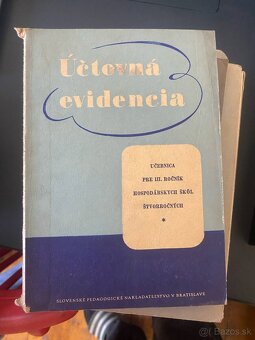 Účtovná
evidencia
UČEBNICA
PRE III. ROČNÍK
HOSPODÁRSKYCH ŠKÔL
ŠTVORROČNÝCH
*
SLOVENSKÉ PEDAGOGICKÉ NAKLADATEĽSTVO V BRATISLAVE
Bazos.sk